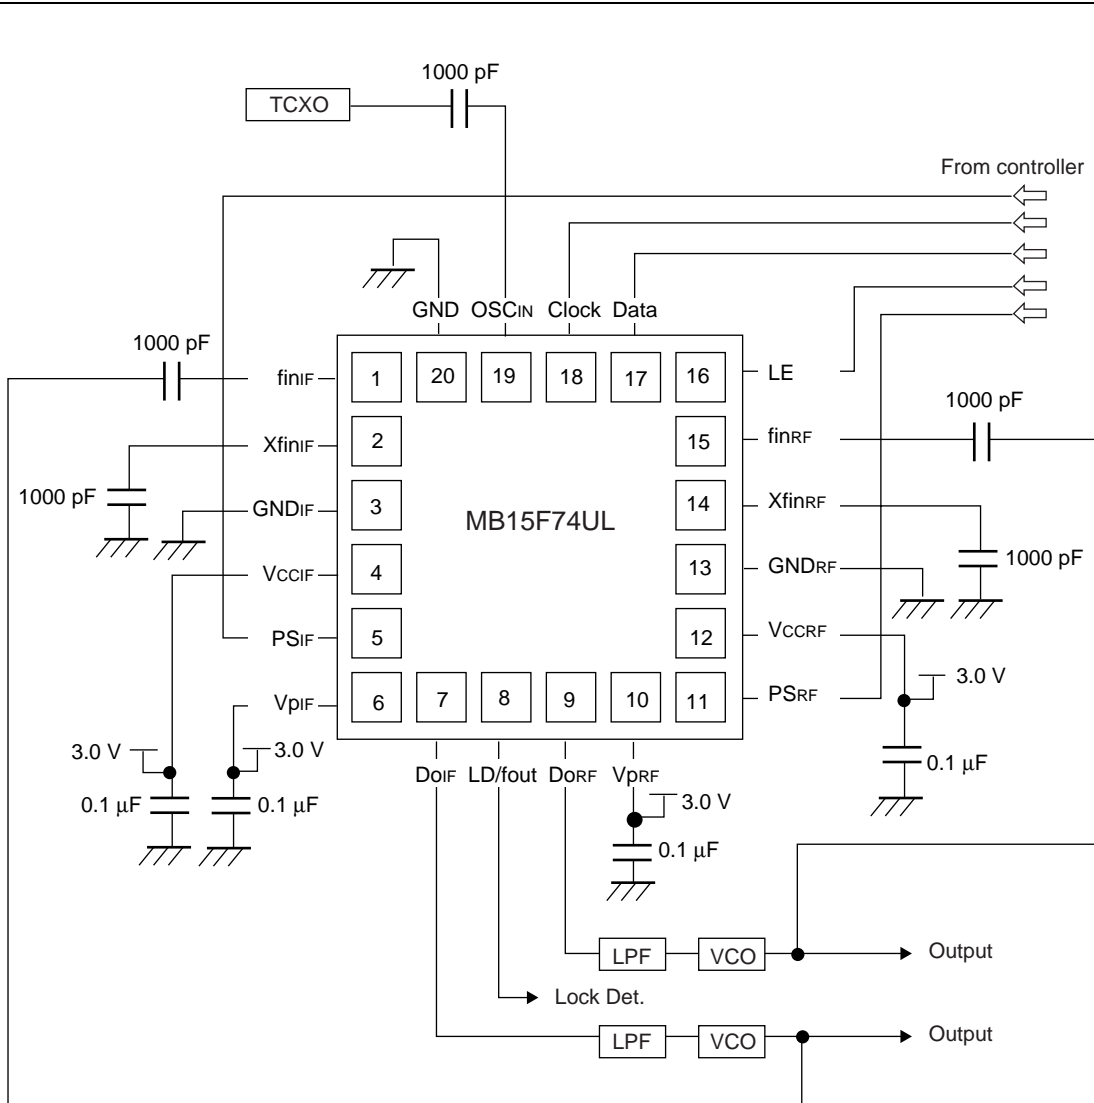 1000 pF
TCXO
From controller
GND OSCIN Clock Data
1000 pF
finIF 1 20 19 18 17 16 LE
1000 pF
XfinIF 2 15 finRF
1000 pF
GNDIF 3 MB15F74UL 14 XfinRF
1000 pF
VCCIF 4 13 GNDRF
PSIF 5 12 VCCRF
3.0 V
VpIF 6 7 8 9 10 11 PSRF
3.0 V 3.0 V
0.1 μF
DoIF LD/fout DoRF VpRF
0.1 μF 0.1 μF
3.0 V
0.1 μF
LPF VCO Output
Lock Det.
LPF VCO Output